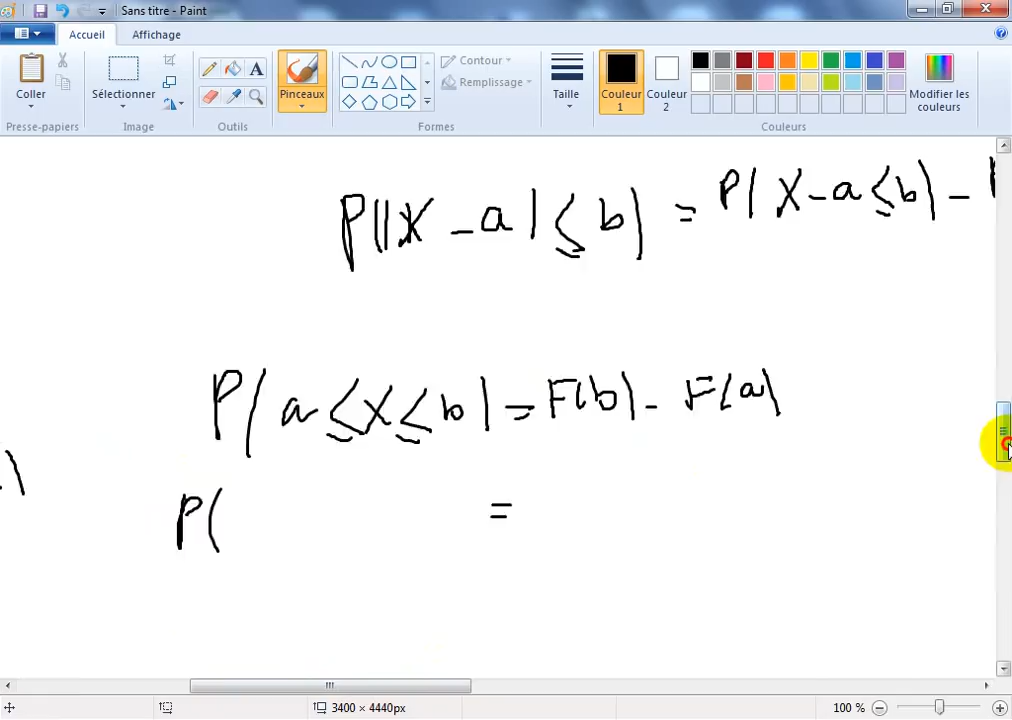 Sans titre - Paint
Accueil Affichage
Coller
Sélectionner
Pinceaux
Contour
Remplissage
Taille
Couleur 1
Couleur 2
Modifier les couleurs
Presse-papiers Image Outils Formes Couleurs
P(|X - a| ≤ b) = P(X - a ≤ b) -
P(a ≤ X ≤ b) = F(b) - F(a)
P( =
3400 × 4440px 100 %